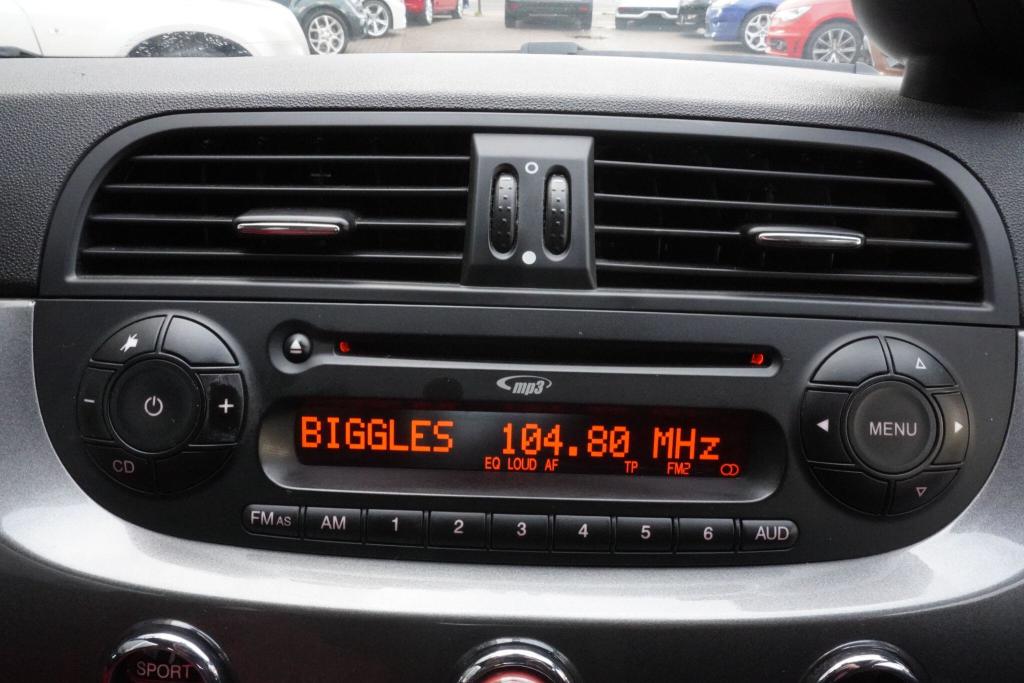 mp3
BIGGLES 104.80 MHz
EQ LOUD AF TP FM2
MENU
CD
FM AS AM 1 2 3 4 5 6 AUD
SPORT